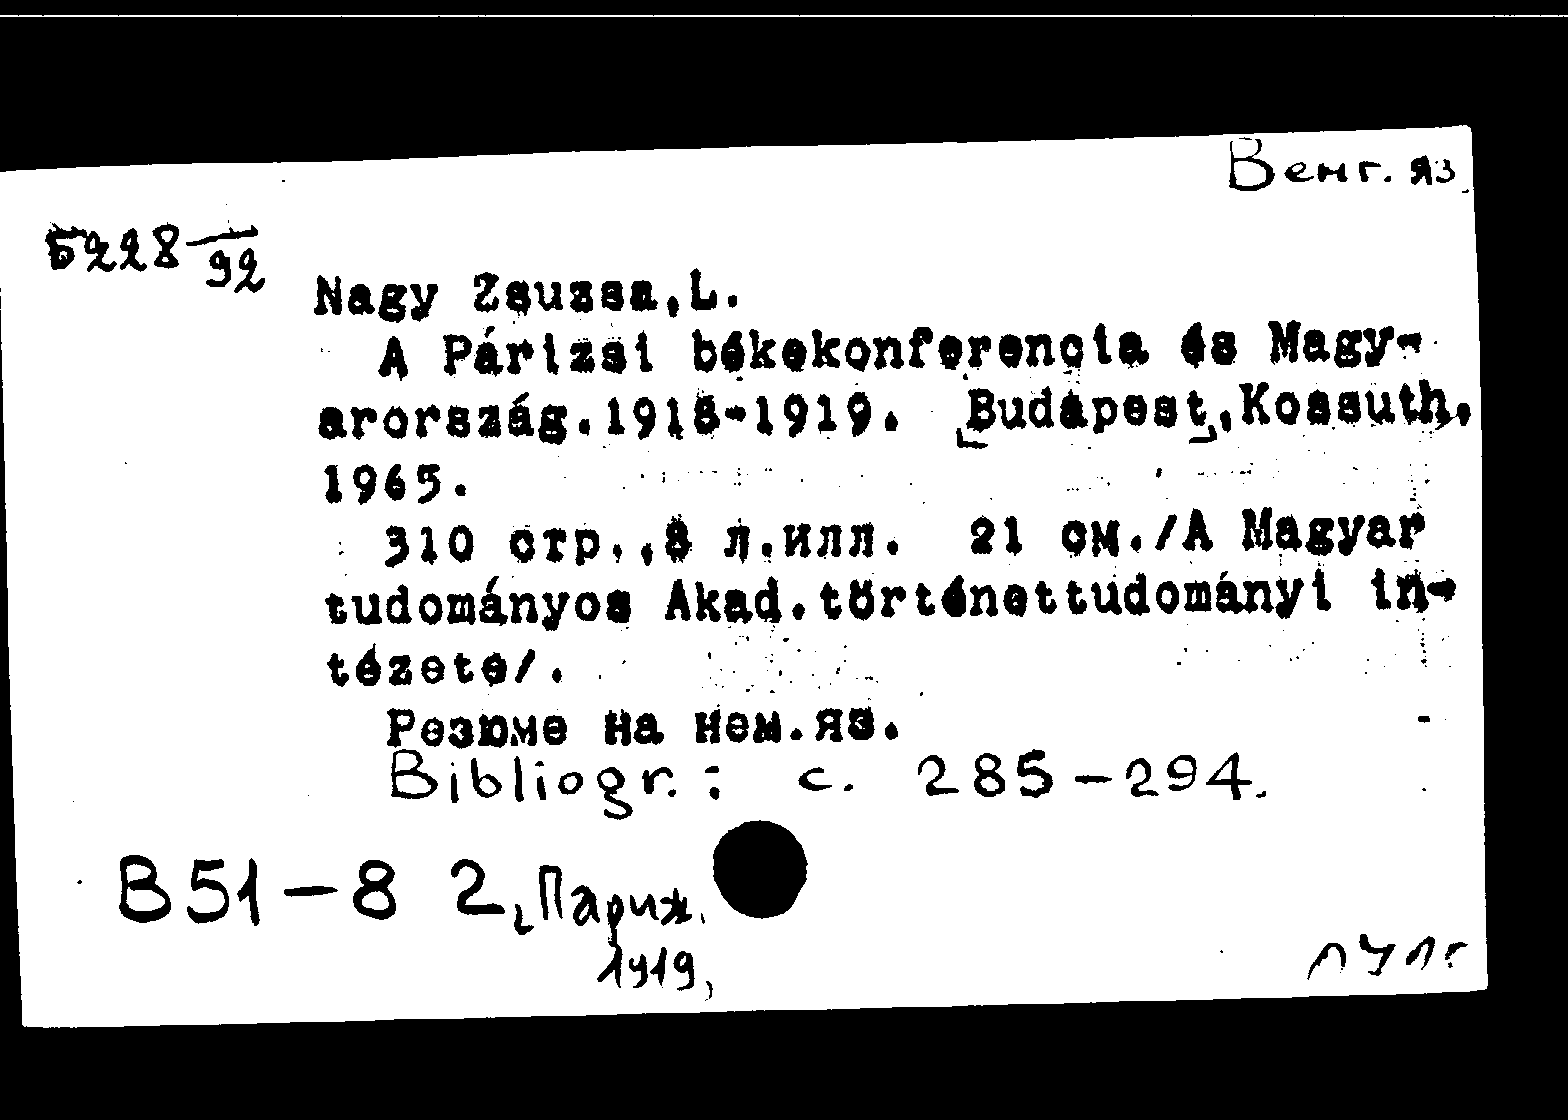 Венг. яз.
Б228-/92
Nagy Zsuzsa,L.
A Párizsi békekonferencia és Magy-
arország.1918-1919. Budapest,Kossuth,
1965.
310 стр.,8 л.илл. 21 см./A Magyar
tudományos Akad.történettudományi in-
tézete/.
Резюме на нем.яз.
Bibliogr.: с. 285-294.
В51-8 2, Париж.
1919,